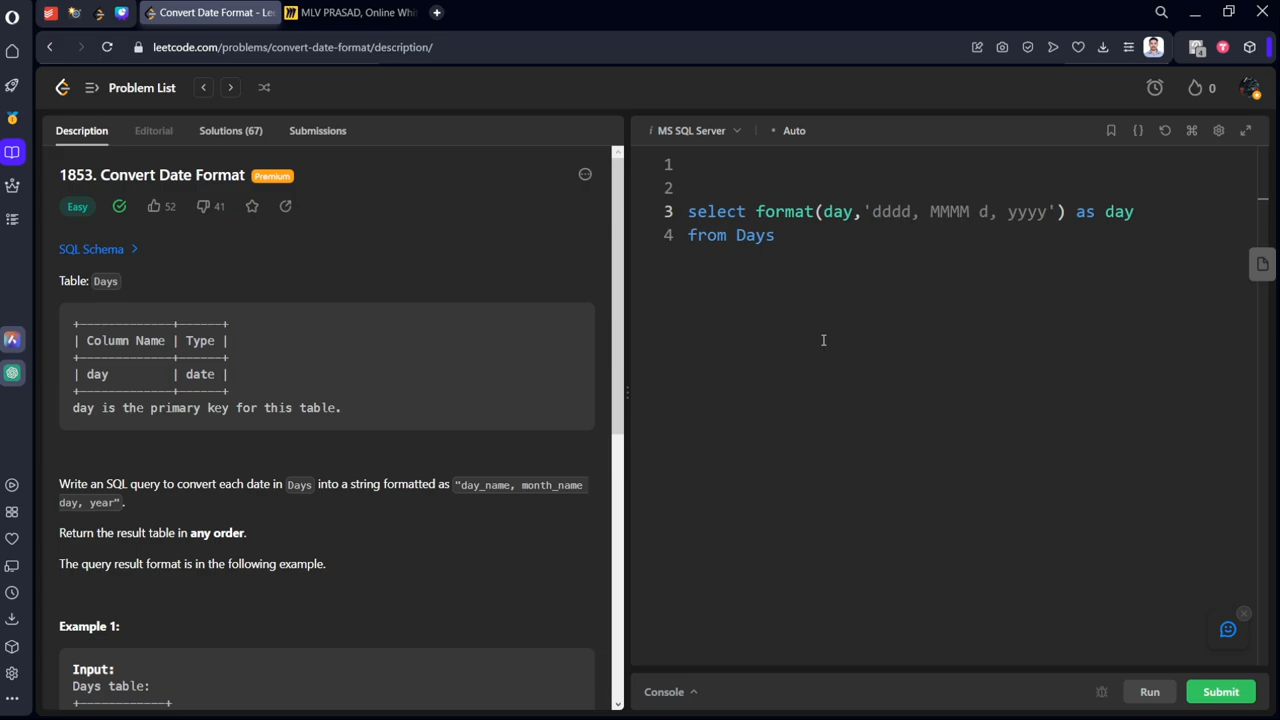 Convert Date Format - Lee
MLV PRASAD, Online Whi
leetcode.com/problems/convert-date-format/description/
4
Problem List
0
Description
Editorial
Solutions (67)
Submissions
i MS SQL Server
• Auto
1853. Convert Date Format
Premium
Easy
52
41
SQL Schema >
Table: Days
+-------------+------+
| Column Name | Type |
+-------------+------+
| day | date |
+-------------+------+
day is the primary key for this table.
Write an SQL query to convert each date in Days into a string formatted as "day_name, month_name
day, year".
Return the result table in any order.
The query result format is in the following example.
Example 1:
Input:
Days table:
+------------+
1
2
3 select format(day,'dddd, MMMM d, yyyy') as day
4 from Days
Console
Run
Submit